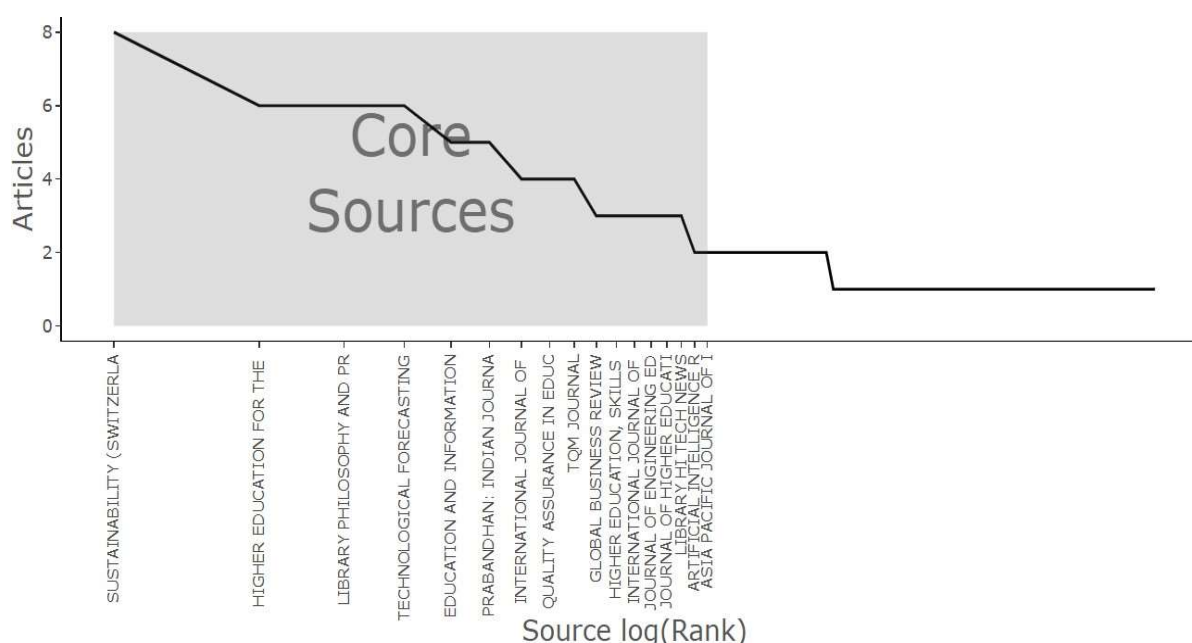 8
6
4
2
0
Articles
Core
Sources
SUSTAINABILITY (SWITZERLA
HIGHER EDUCATION FOR THE
LIBRARY PHILOSOPHY AND PR
TECHNOLOGICAL FORECASTING
EDUCATION AND INFORMATION
PRABANDHAN: INDIAN JOURNA
INTERNATIONAL JOURNAL OF
QUALITY ASSURANCE IN EDUC
TQM JOURNAL
GLOBAL BUSINESS REVIEW
HIGHER EDUCATION, SKILLS
INTERNATIONAL JOURNAL OF
JOURNAL OF ENGINEERING ED
JOURNAL OF HIGHER EDUCATI
LIBRARY HI TECH NEWS
ARTIFICIAL INTELLIGENCE R
ASIA PACIFIC JOURNAL OF I
Source log(Rank)